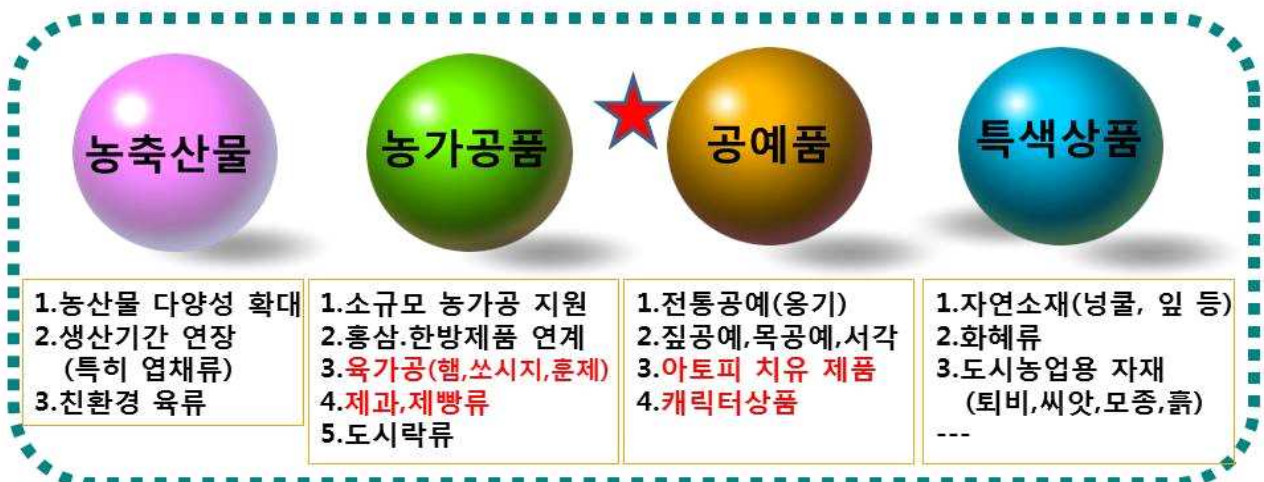 농축산물
농가공품
공예품
특색상품
1.농산물 다양성 확대
2.생산기간 연장
(특히 엽채류)
3.친환경 육류
1.소규모 농가공 지원
2.홍삼.한방제품 연계
3.육가공(햄,쏘시지,훈제)
4.제과,제빵류
5.도시락류
1.전통공예(옹기)
2.짚공예,목공예,서각
3.아토피 치유 제품
4.캐릭터상품
1.자연소재(넝쿨, 잎 등)
2.화혜류
3.도시농업용 자재
(퇴비,씨앗,모종,흙)
---